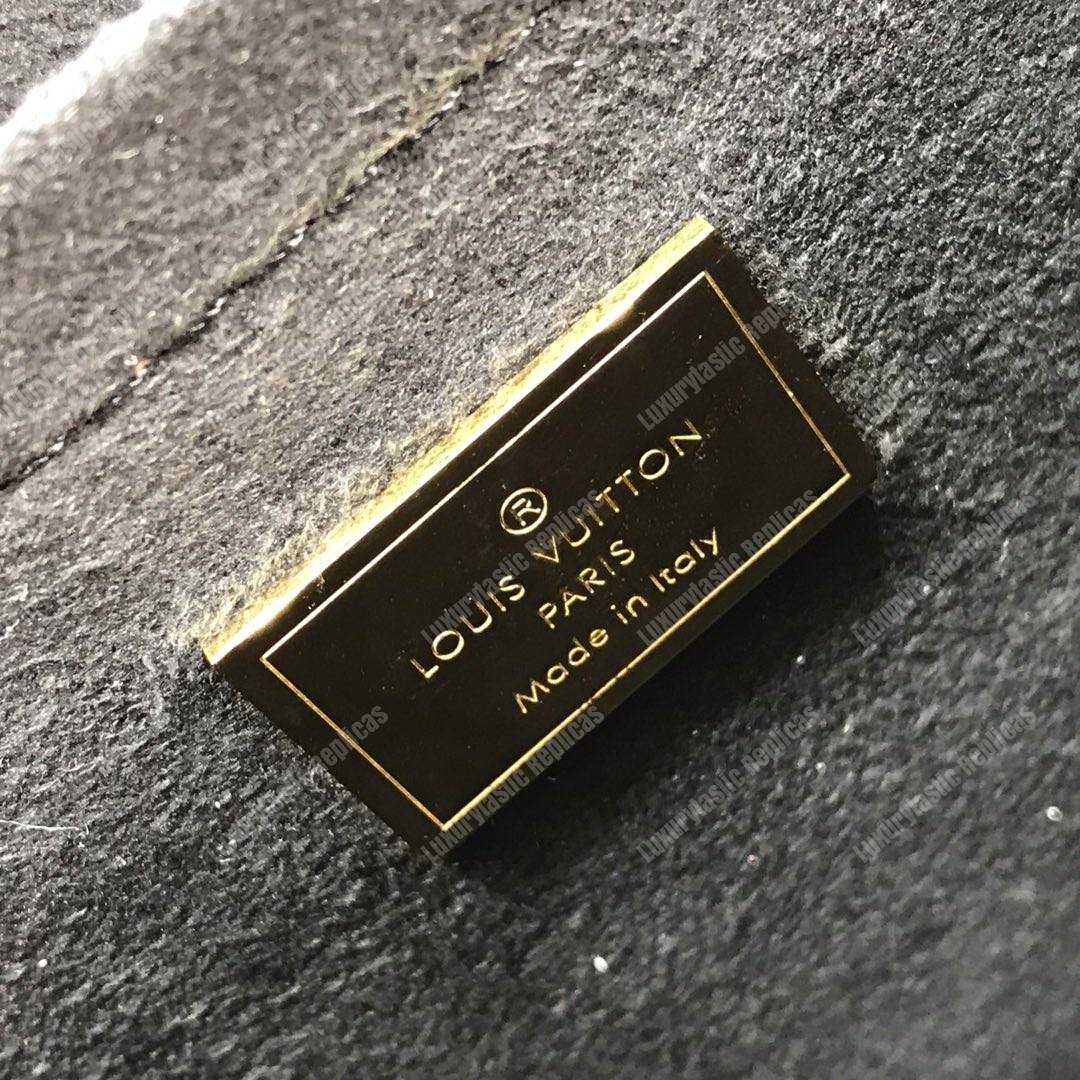 ®
LOUIS VUITTON
PARIS
Made in Italy
Luxurytastic Replicas